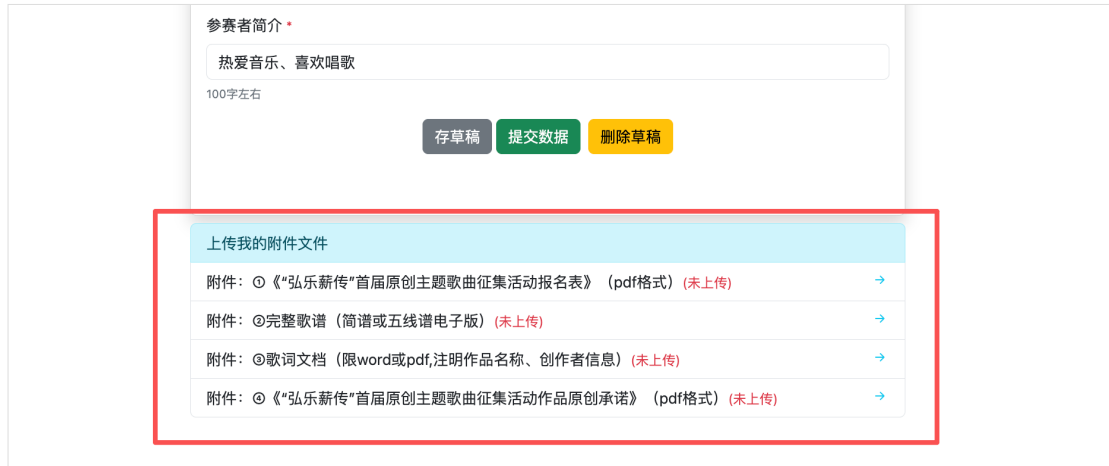 参赛者简介 *
热爱音乐、喜欢唱歌
100字左右
存草稿 提交数据 删除草稿
上传我的附件文件
附件：①《“弘乐薪传”首届原创主题歌曲征集活动报名表》（pdf格式）(未上传) →
附件：②完整歌谱（简谱或五线谱电子版）(未上传) →
附件：③歌词文档（限word或pdf,注明作品名称、创作者信息）(未上传) →
附件：④《“弘乐薪传”首届原创主题歌曲征集活动作品原创承诺》（pdf格式）(未上传) →